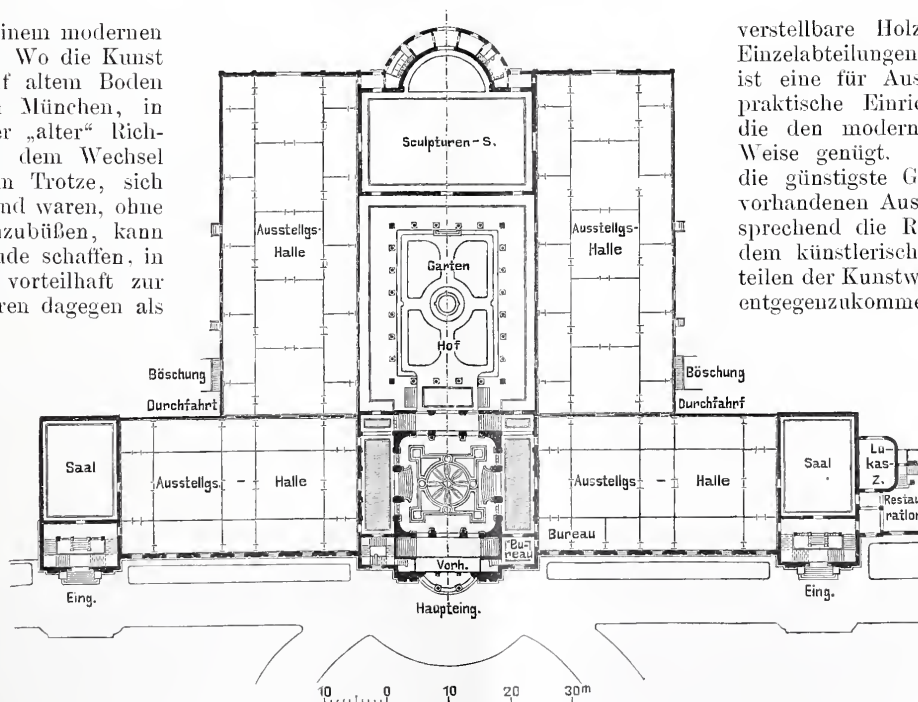 inem modernen
Wo die Kunst
f altem Boden
München, in
er „alter“ Rich-
dem Wechsel
n Trotze, sich
nd waren, ohne
zubüßen, kann
ude schaffen, in
vorteilhaft zur
ren dagegen als
verstellbare Holz
Einzelabteilungen
ist eine für Aus
praktische Einric
die den modern
Weise genügt.
die günstigste G
vorhandenen Aus
sprechend die R
dem künstlerisch
teilen der Kunstw
entgegenzukomme
Sculpturen-S.
Ausstellgs-
Halle
Garten
Hof
Ausstellgs-
Halle
Böschung
Durchfahrt
Böschung
Durchfahrt
Saal
Ausstellgs. - Halle
Ausstellgs - Halle
Saal
Lu-
kas-
Z.
Restau
ration
Bureau
Bu-
reau
Vorh.
Eing.
Haupteing.
Eing.
10 0 10 20 30m